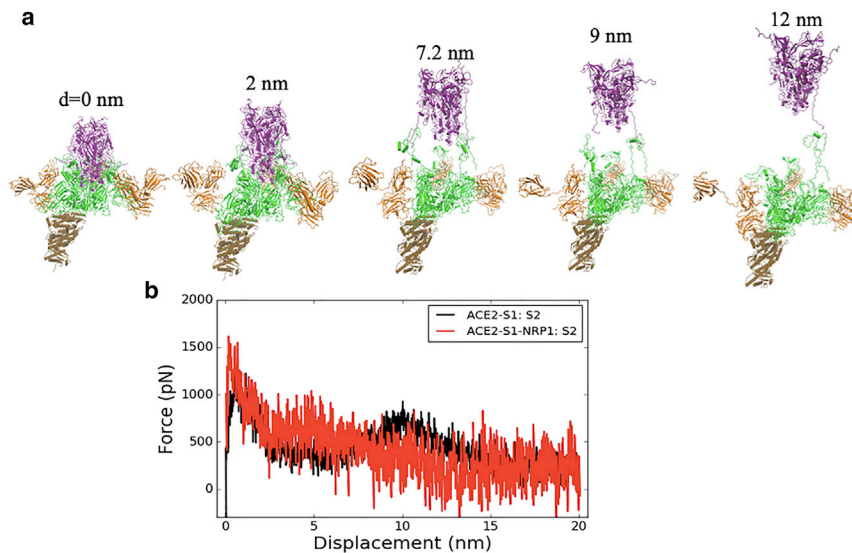 a
d=0 nm
2 nm
7.2 nm
9 nm
12 nm
b
2000
1500
1000
500
0
Force (pN)
ACE2-S1: S2
ACE2-S1-NRP1: S2
0
5
10
15
20
Displacement (nm)